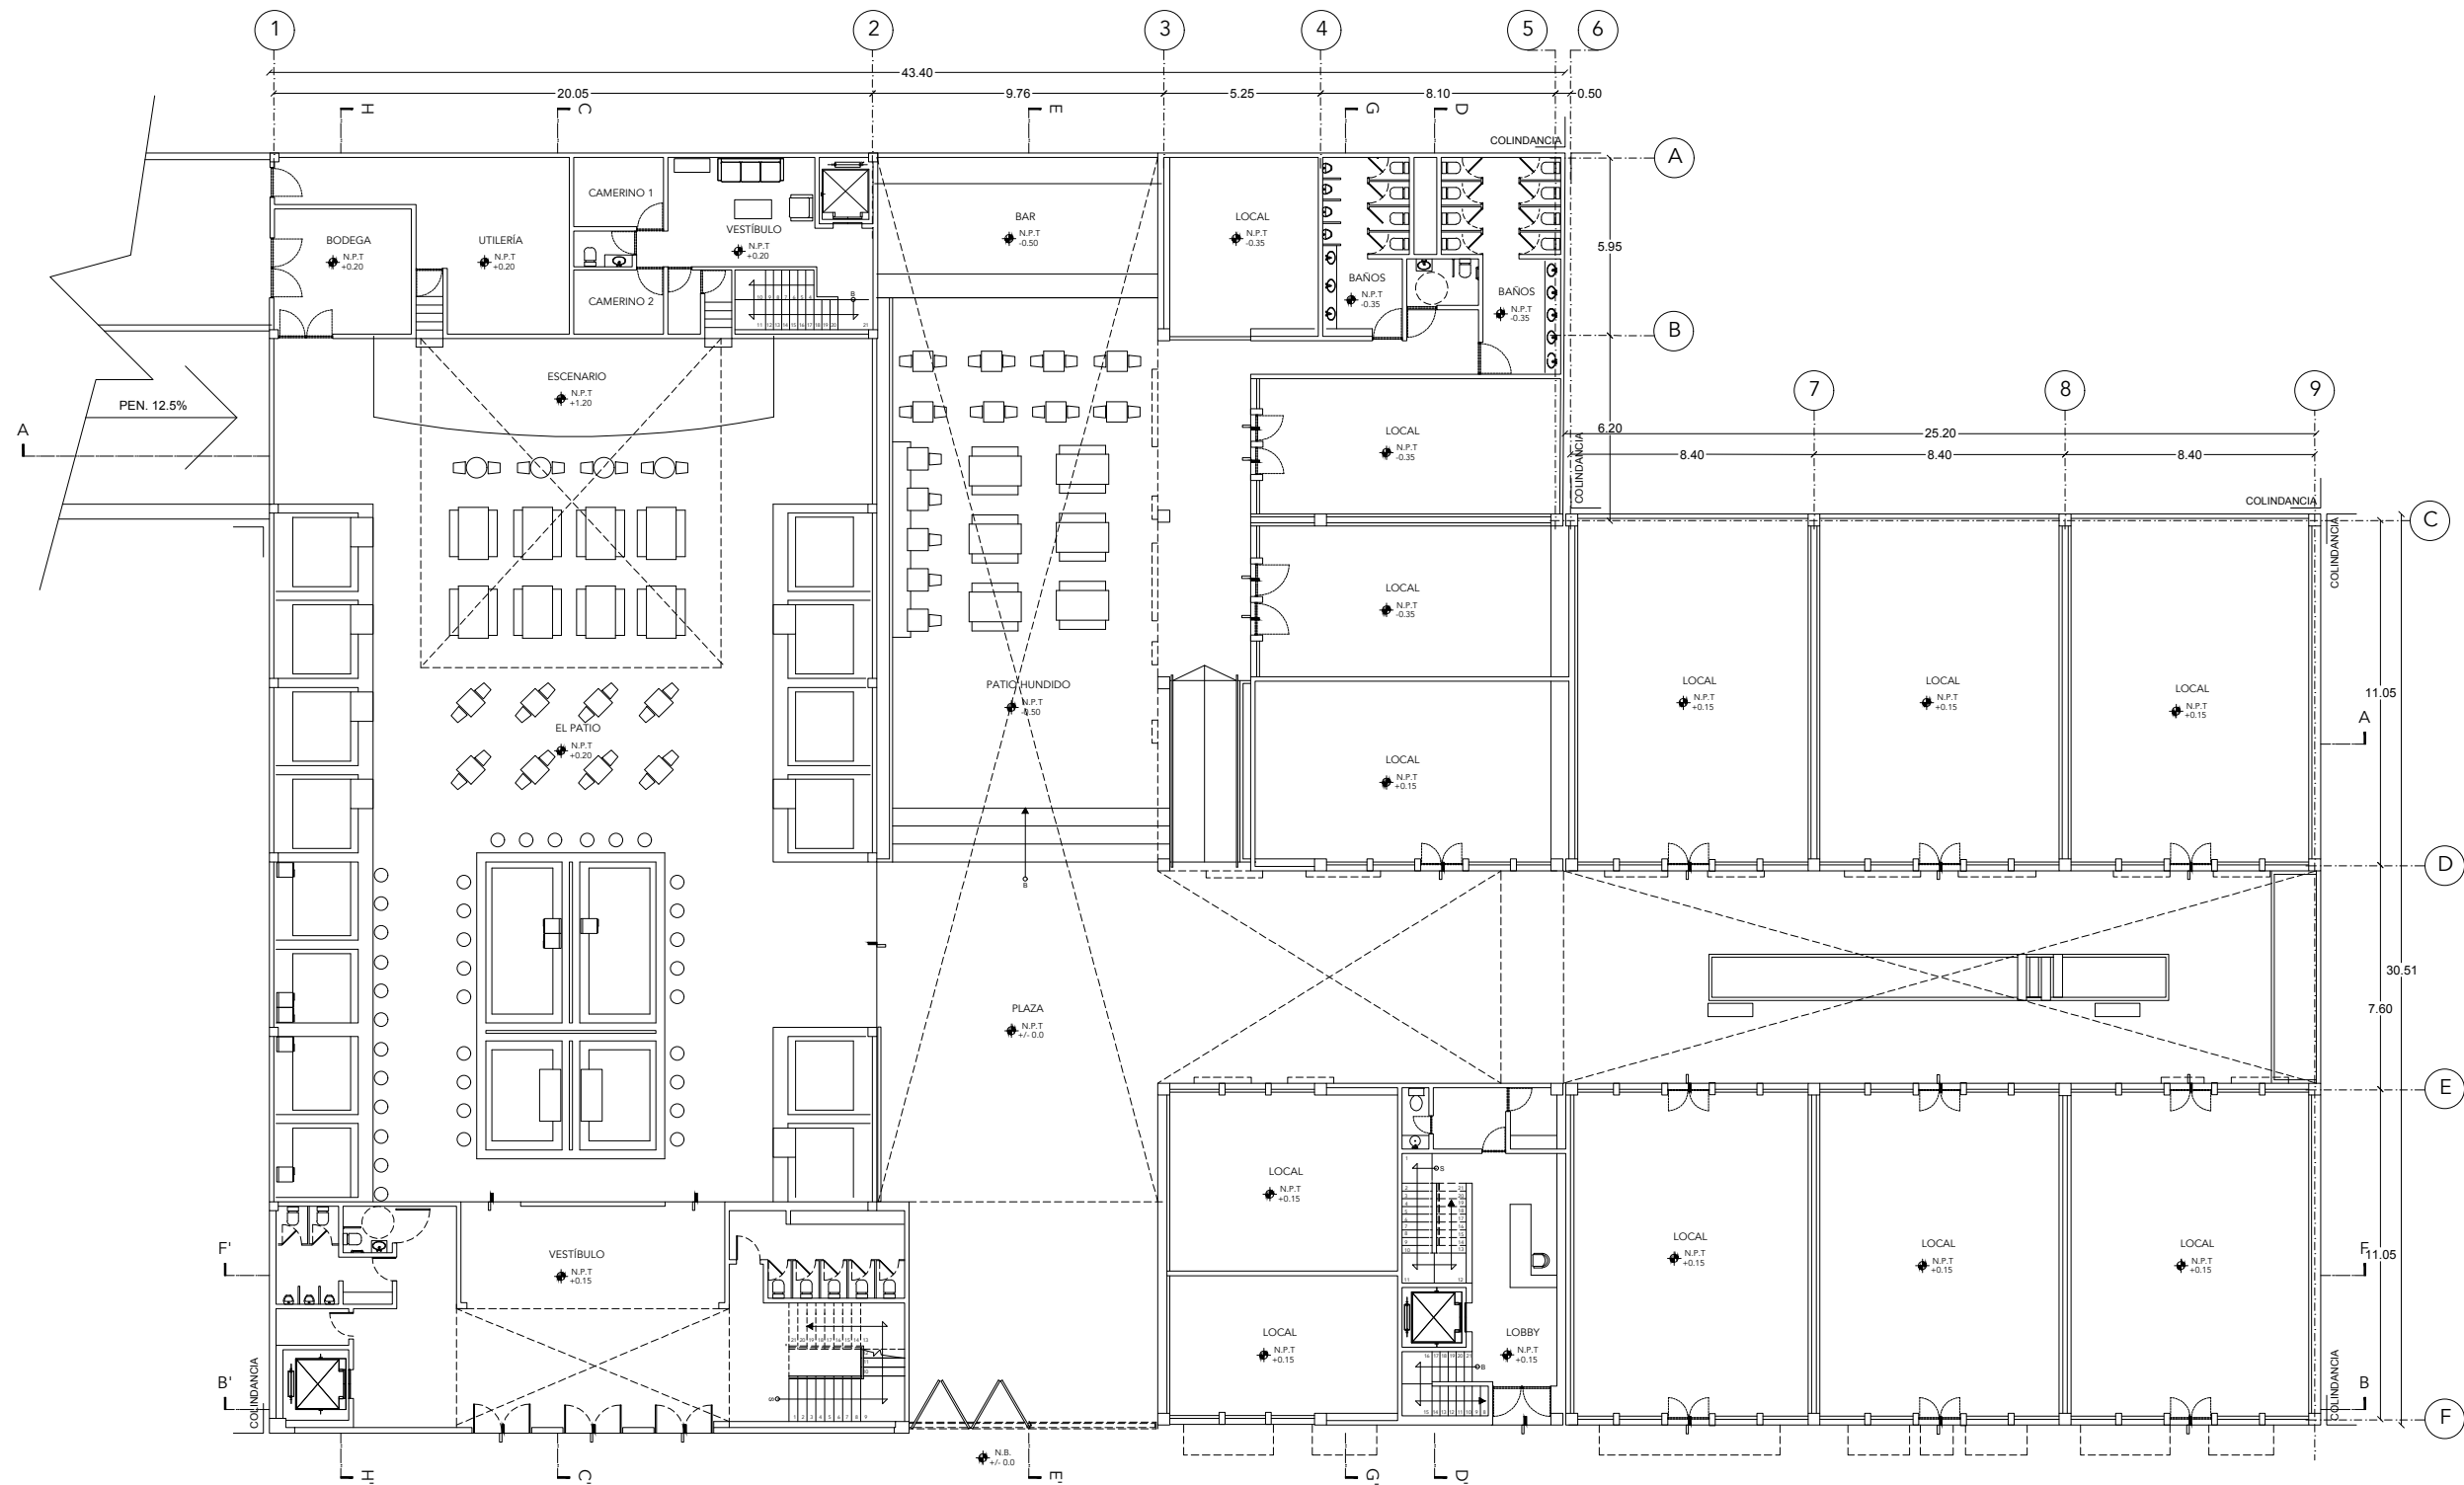 1
2
3
4
5
6
43.40
20.05
9.76
5.25
8.10
0.50
H
C
E
G
D
COLINDANCIA
A
CAMERINO 1
BODEGA
N.P.T
+0.20
UTILERÍA
N.P.T
+0.20
VESTÍBULO
N.P.T
+0.20
BAR
N.P.T
-0.50
LOCAL
N.P.T
-0.35
5.95
BAÑOS
N.P.T
-0.35
BAÑOS
N.P.T
-0.35
CAMERINO 2
B
B
ESCENARIO
N.P.T
+1.20
PEN. 12.5%
A
7
8
9
LOCAL
N.P.T
-0.35
6.20
COLINDANCIA
25.20
8.40
8.40
8.40
COLINDANCIA
COLINDANCIA
C
LOCAL
N.P.T
-0.35
PATIO HUNDIDO
N.P.T
-0.50
LOCAL
N.P.T
+0.15
LOCAL
N.P.T
+0.15
LOCAL
N.P.T
+0.15
11.05
A
EL PATIO
N.P.T
+0.20
LOCAL
N.P.T
+0.15
B
D
PLAZA
N.P.T
+/- 0.0
30.51
7.60
E
LOCAL
N.P.T
+0.15
S
F'
VESTÍBULO
N.P.T
+0.15
LOCAL
N.P.T
+0.15
LOCAL
N.P.T
+0.15
LOCAL
N.P.T
+0.15
F
11.05
LOCAL
N.P.T
+0.15
LOBBY
N.P.T
+0.15
B
COLINDANCIA
B'
S
COLINDANCIA
B
F
N.B.
+/- 0.0
H'
C'
E'
G'
D'